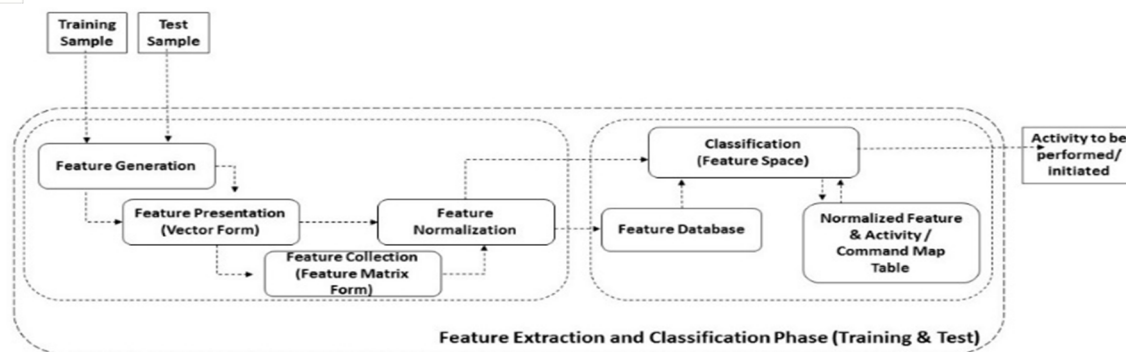 Training
Sample
Test
Sample
Feature Generation
Feature Presentation
(Vector Form)
Feature Collection
(Feature Matrix
Form)
Feature
Normalization
Classification
(Feature Space)
Feature Database
Normalized Feature
& Activity /
Command Map
Table
Activity to be
performed/
initiated
Feature Extraction and Classification Phase (Training & Test)